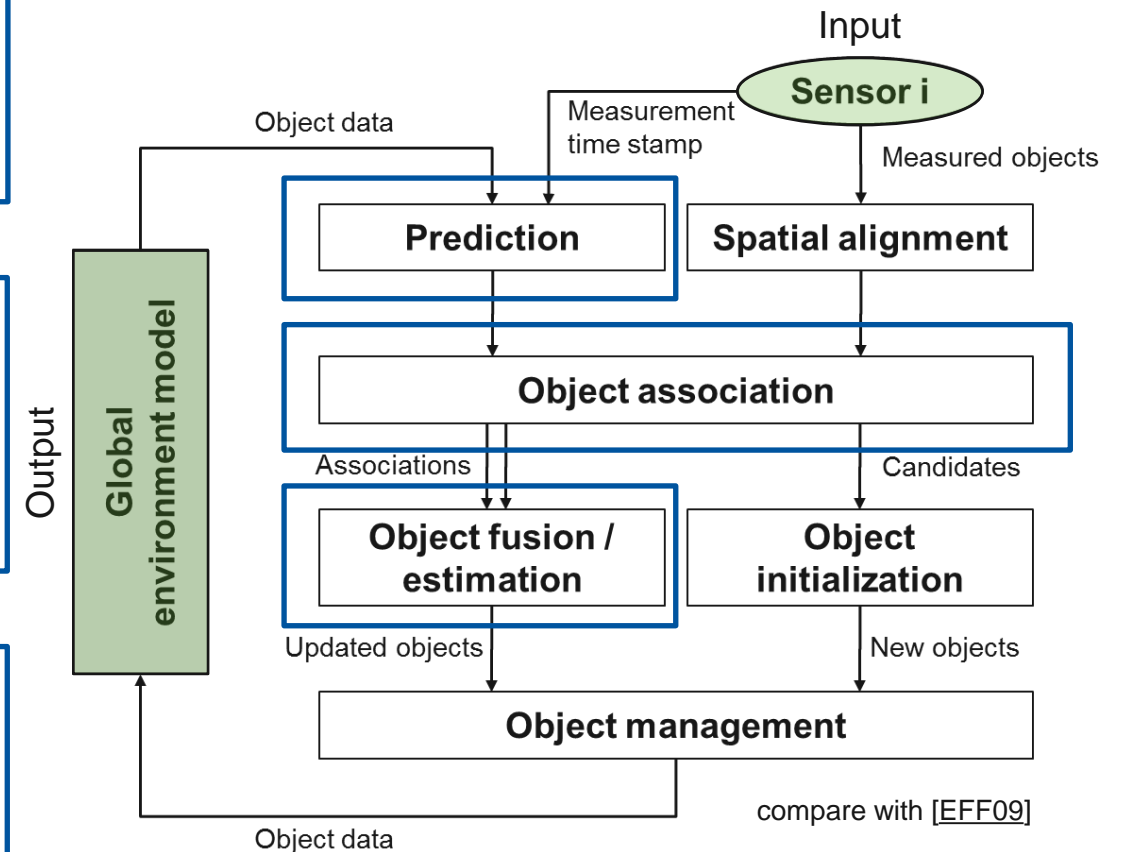 Input
Sensor i
Object data
Measurement
time stamp
Measured objects
Prediction
Spatial alignment
Output
Global
environment model
Object association
Associations
Candidates
Object fusion /
estimation
Object
initialization
Updated objects
New objects
Object management
compare with [EFF09]
Object data